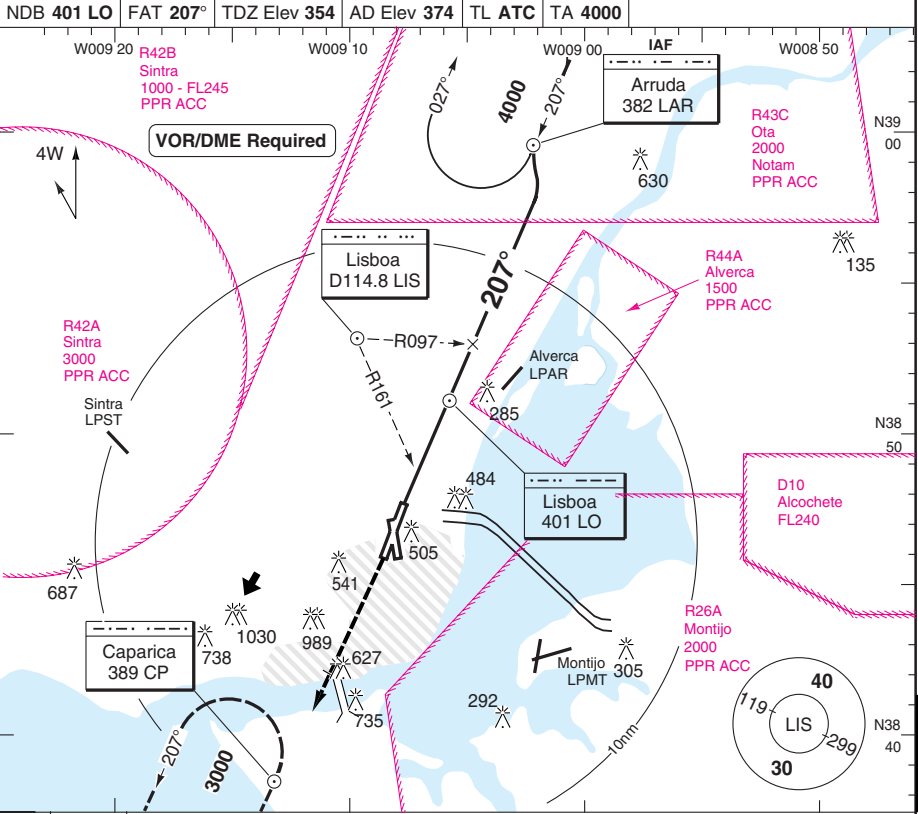 NDB 401 LO FAT 207° TDZ Elev 354 AD Elev 374 TL ATC TA 4000
W009 20
W009 10
W009 00
W008 50
R42B
Sintra
1000 - FL245
PPR ACC
VOR/DME Required
4W
027°
4000
207°
IAF
Arruda
382 LAR
R43C
Ota
2000
Notam
PPR ACC
N39
00
630
135
Lisboa
D114.8 LIS
207°
R44A
Alverca
1500
PPR ACC
R42A
Sintra
3000
PPR ACC
R097
R161
Alverca
LPAR
285
Sintra
LPST
N38
50
484
Lisboa
401 LO
D10
Alcochete
FL240
505
541
687
1030
989
738
627
735
Caparica
389 CP
R26A
Montijo
2000
PPR ACC
Montijo
LPMT
305
292
10nm
207°
3000
40
119
LIS
299
30
N38
40